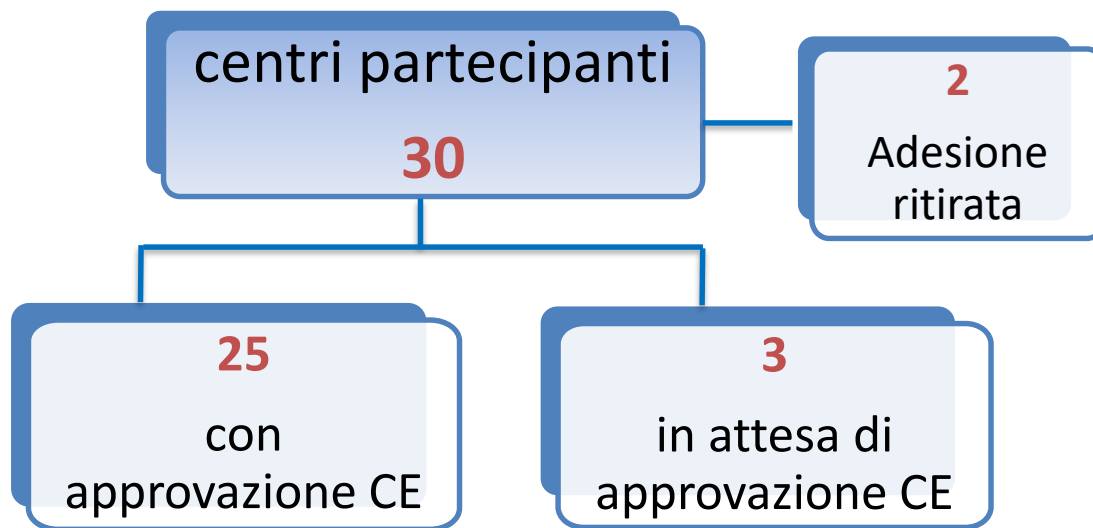 centri partecipanti
30
2
Adesione
ritirata
25
con
approvazione CE
3
in attesa di
approvazione CE